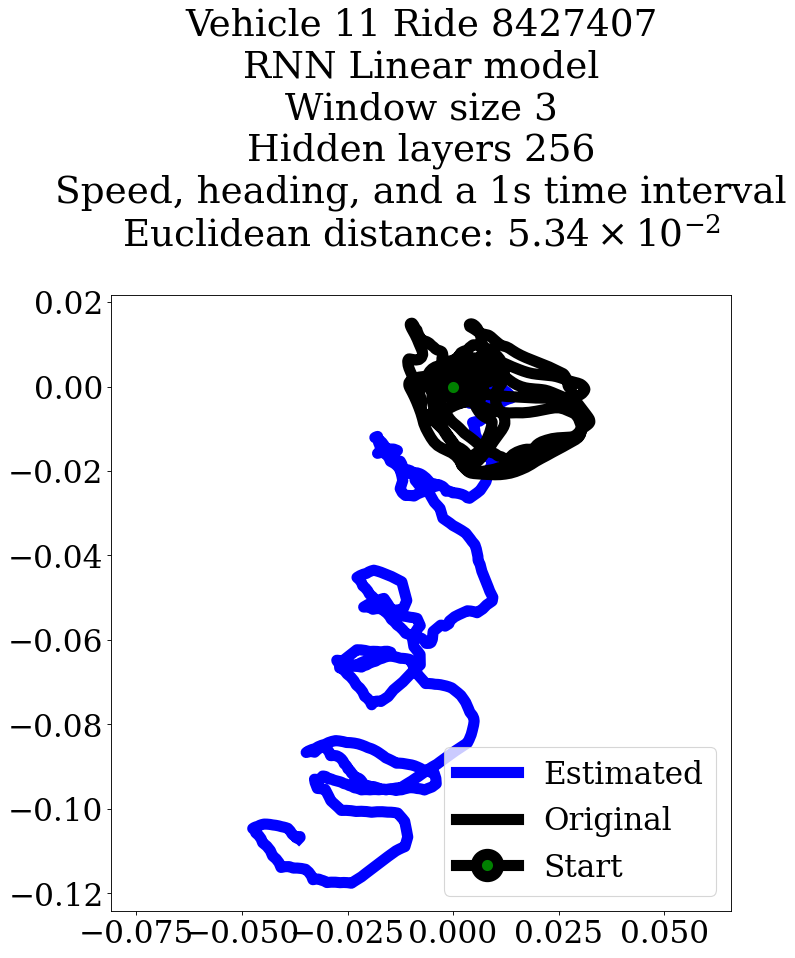 Vehicle 11 Ride 8427407
RNN Linear model
Window size 3
Hidden layers 256
Speed, heading, and a 1s time interval
Euclidean distance: 5.34 × 10⁻²
0.02
0.00
−0.02
−0.04
−0.06
−0.08
−0.10
−0.12
Estimated
Original
Start
−0.075 −0.050 −0.025 0.000 0.025 0.050